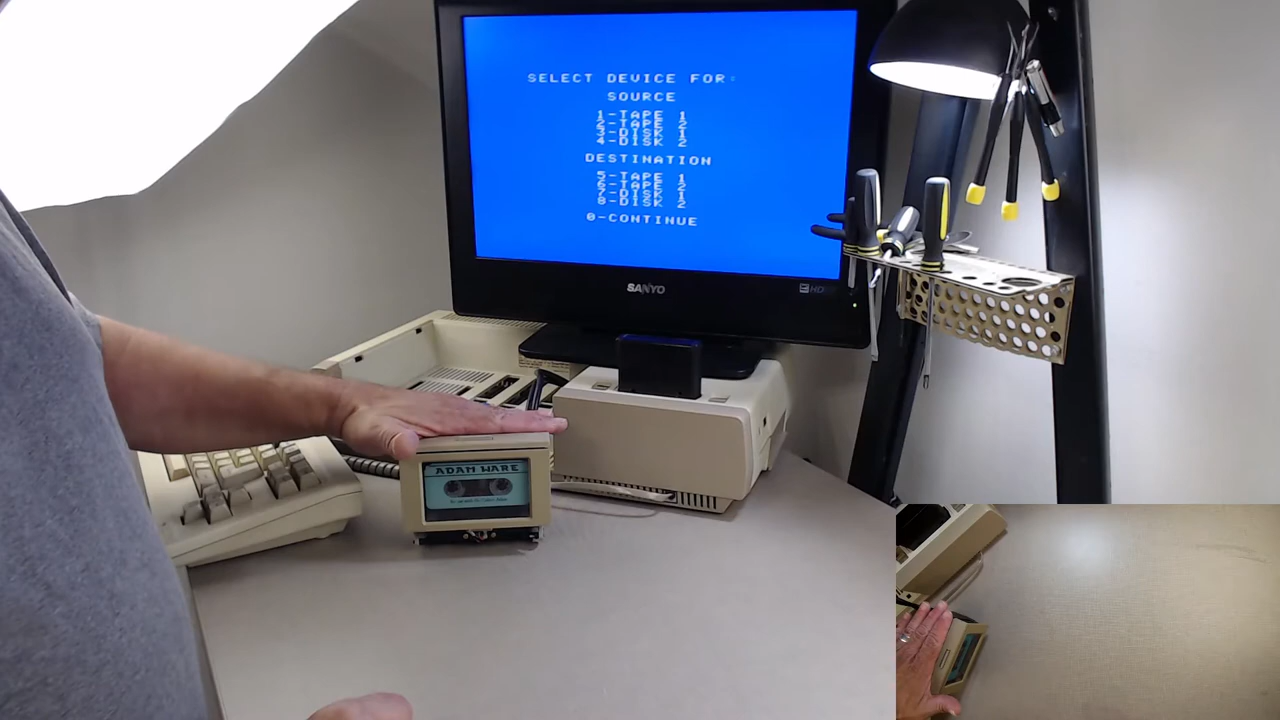 SELECT DEVICE FOR:
SOURCE
1-TAPE 1
2-TAPE 2
3-DISK 1
4-DISK 2
DESTINATION
5-TAPE 1
6-TAPE 2
7-DISK 1
8-DISK 2
0-CONTINUE
SANYO
HD
ADAM WARE